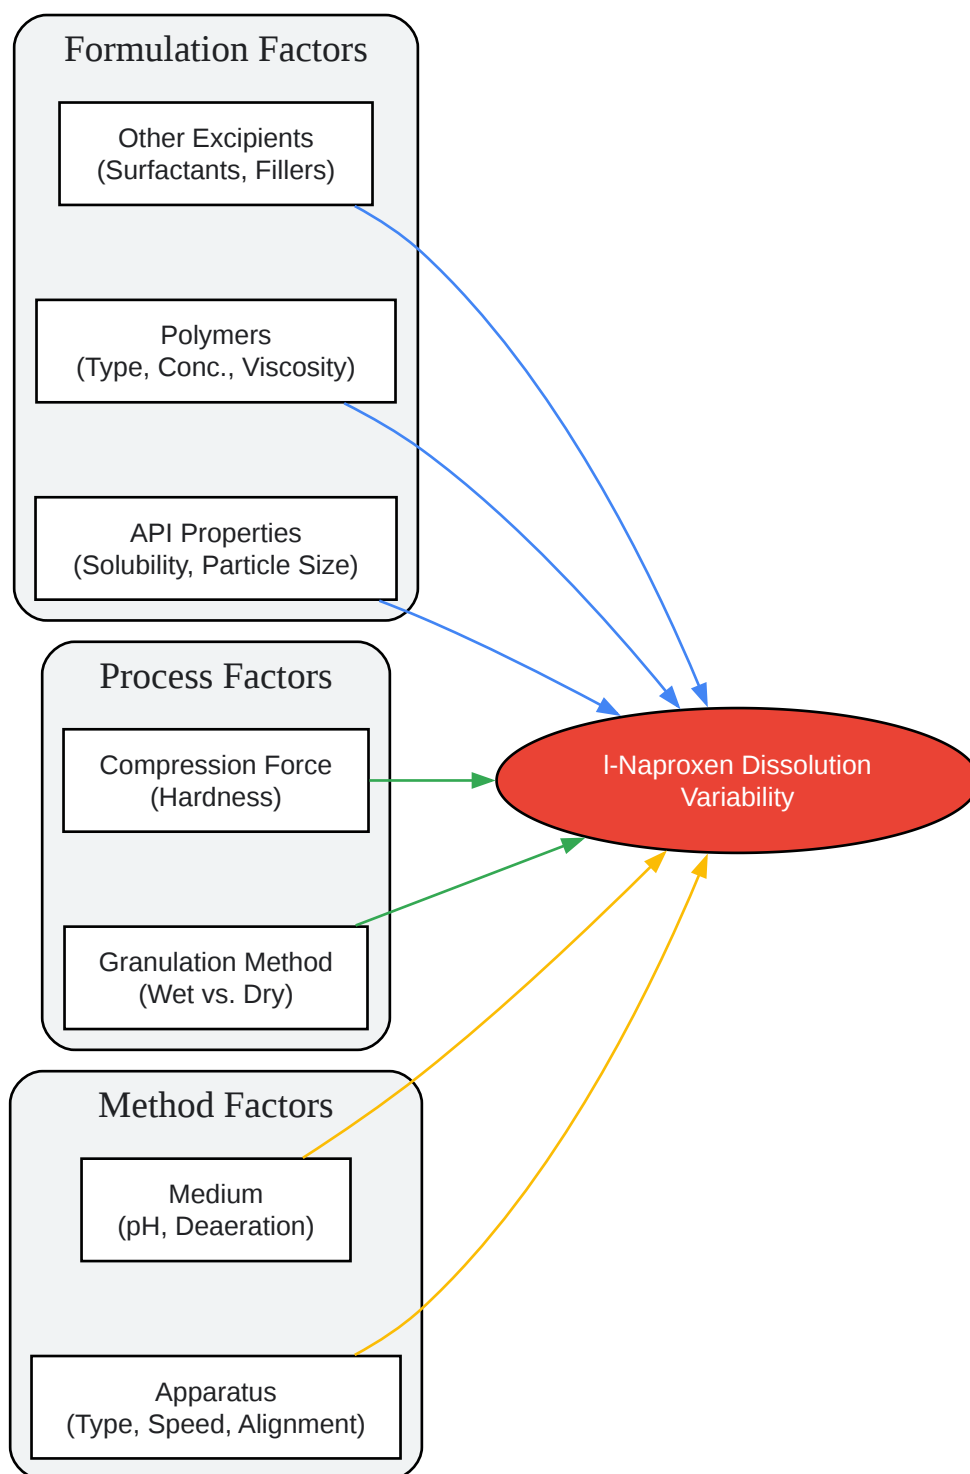 Formulation Factors
Other Excipients
(Surfactants, Fillers)
Polymers
(Type, Conc., Viscosity)
API Properties
(Solubility, Particle Size)
Process Factors
Compression Force
(Hardness)
l-Naproxen Dissolution
Variability
Granulation Method
(Wet vs. Dry)
Method Factors
Medium
(pH, Deaeration)
Apparatus
(Type, Speed, Alignment)